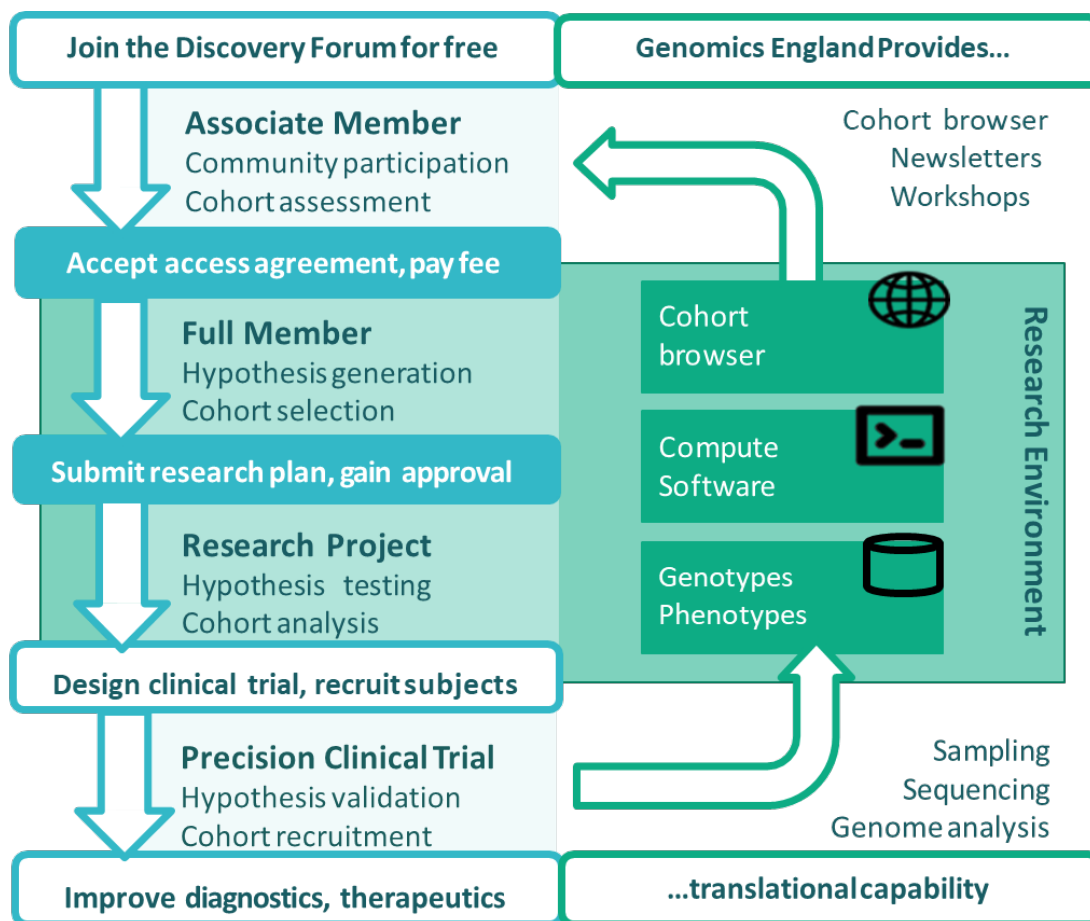 Join the Discovery Forum for free
Genomics England Provides...
Associate Member
Community participation
Cohort assessment
Cohort browser
Newsletters
Workshops
Accept access agreement, pay fee
Full Member
Hypothesis generation
Cohort selection
Cohort
browser
Submit research plan, gain approval
Compute
Software
Research Project
Hypothesis testing
Cohort analysis
Genotypes
Phenotypes
Research Environment
Design clinical trial, recruit subjects
Precision Clinical Trial
Hypothesis validation
Cohort recruitment
Sampling
Sequencing
Genome analysis
Improve diagnostics, therapeutics
...translational capability